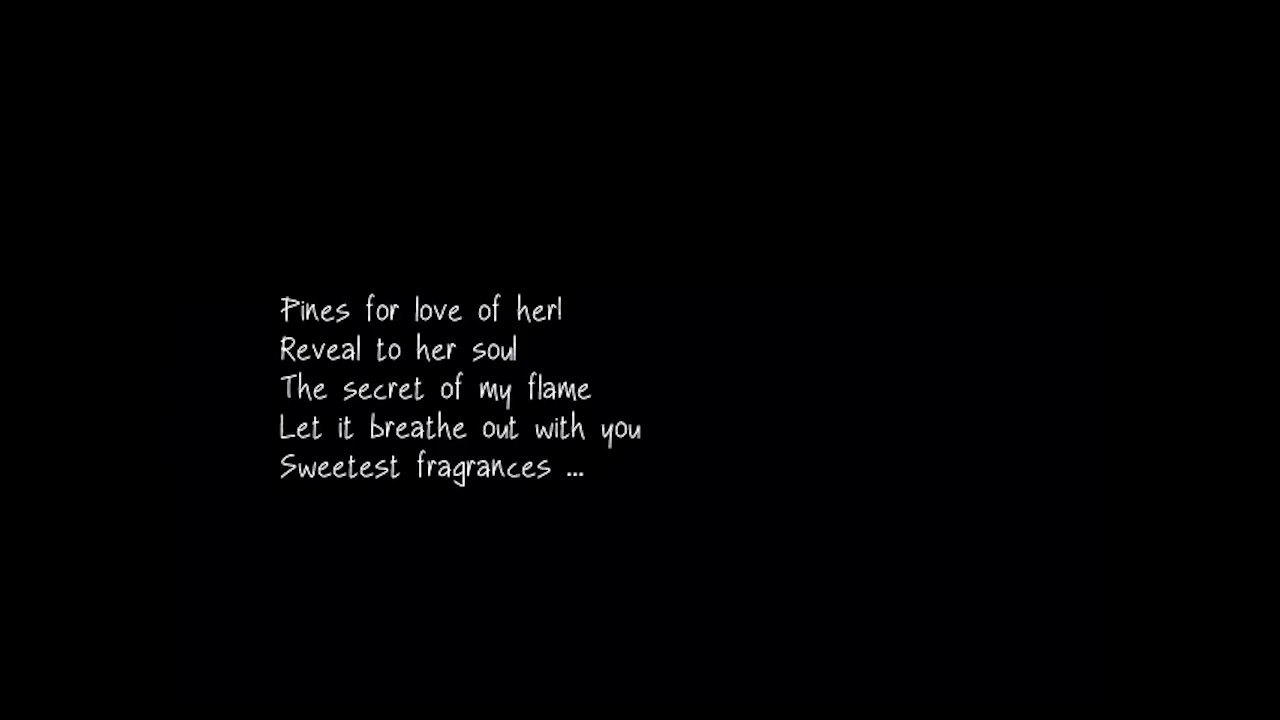 Pines for love of her!
Reveal to her soul
The secret of my flame
Let it breathe out with you
Sweetest fragrances ...